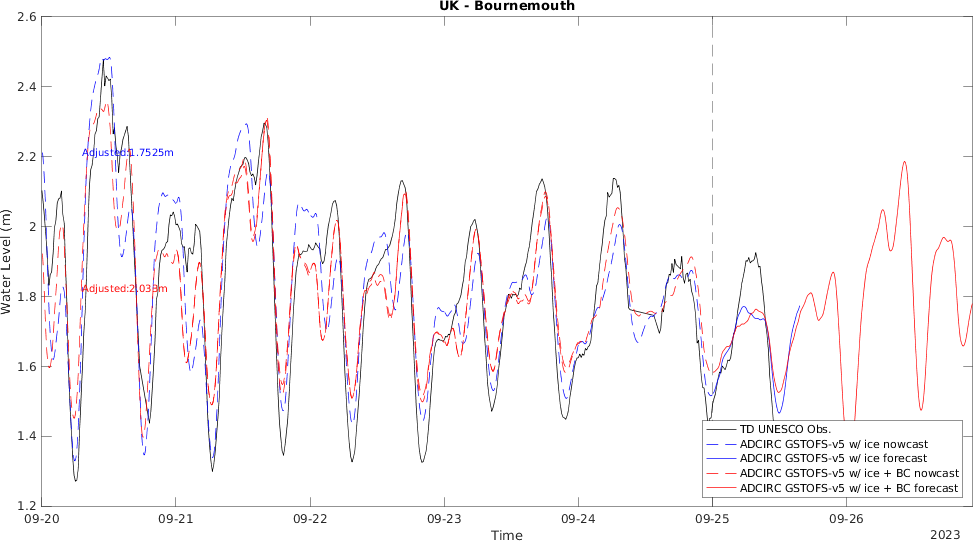 UK - Bournemouth
2.6
2.4
2.2
2
1.8
1.6
1.4
1.2
Water Level (m)
Adjusted:1.7525m
Adjusted:2.033m
TD UNESCO Obs.
ADCIRC GSTOFS-v5 w/ ice nowcast
ADCIRC GSTOFS-v5 w/ ice forecast
ADCIRC GSTOFS-v5 w/ ice + BC nowcast
ADCIRC GSTOFS-v5 w/ ice + BC forecast
09-20 09-21 09-22 09-23 09-24 09-25 09-26
Time
2023